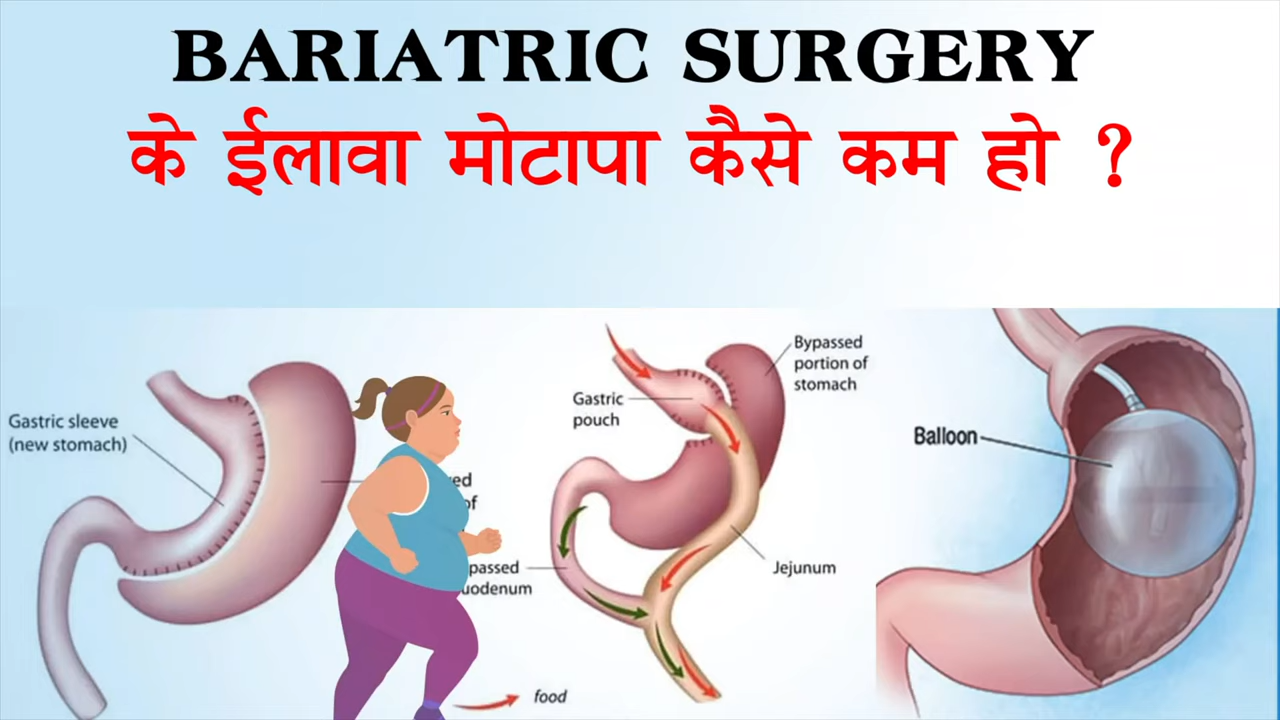 BARIATRIC SURGERY
के ईलावा मोटापा कैसे कम हो ?
Gastric sleeve
(new stomach)
Gastric
pouch
Bypassed
portion of
stomach
Jejunum
food
Balloon